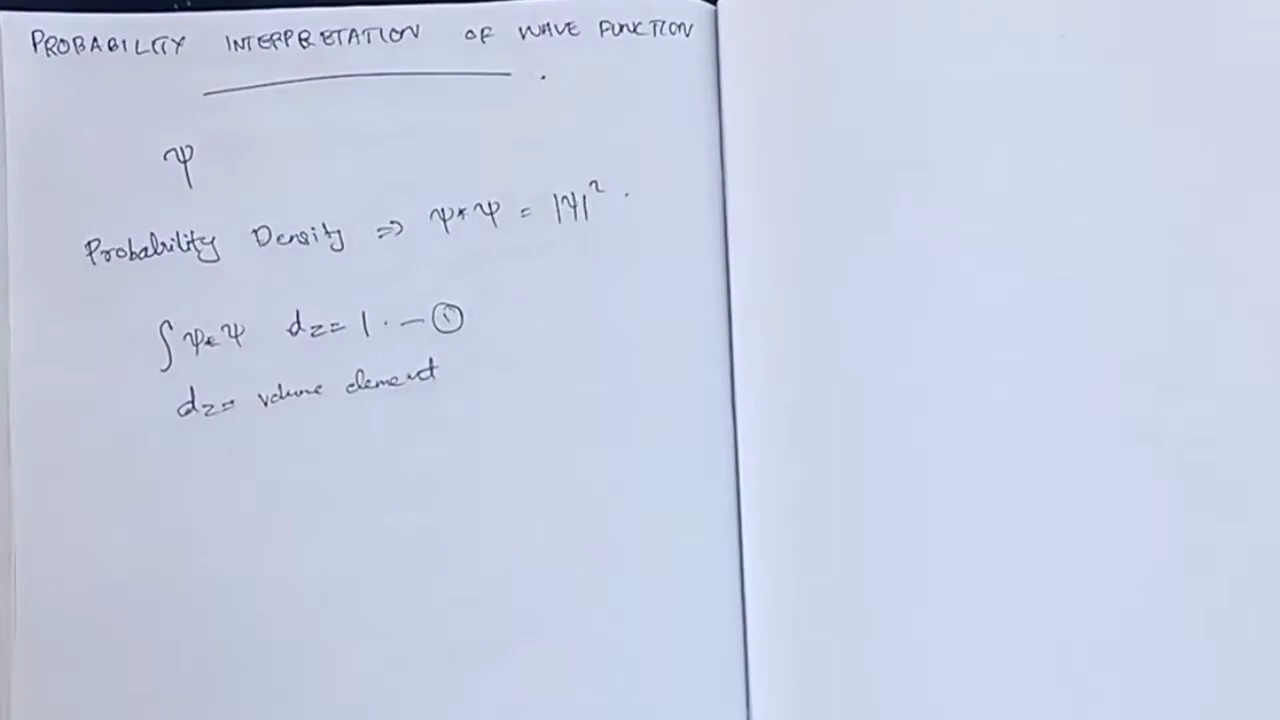 PROBABILITY INTERPRETATION OF WAVE FUNCTION
ψ
Probability Density => ψ*ψ = |ψ|².
∫ψ*ψ dz = 1. — ①
dz = volume element